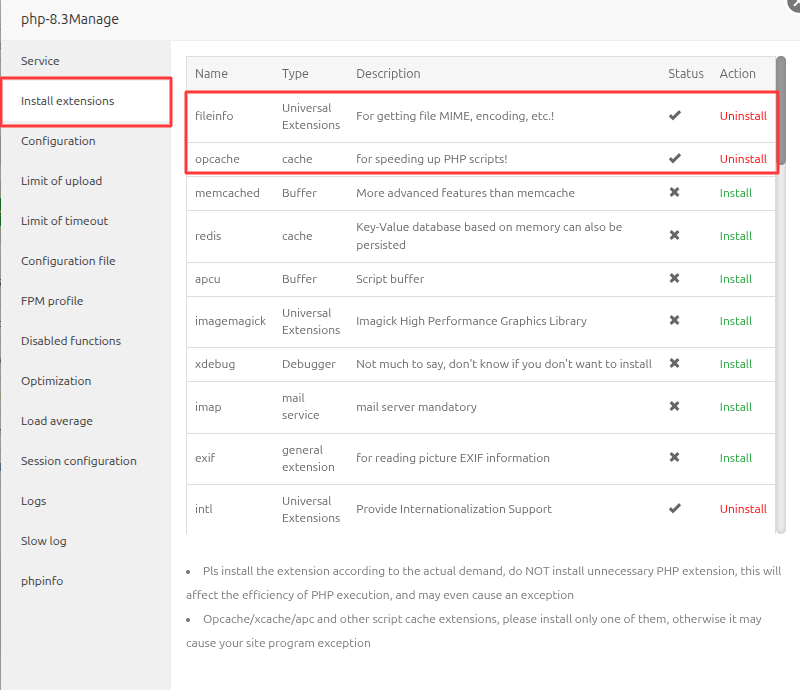 php-8.3Manage
Service
Install extensions
Configuration
Limit of upload
Limit of timeout
Configuration file
FPM profile
Disabled functions
Optimization
Load average
Session configuration
Logs
Slow log
phpinfo
Name Type Description Status Action
fileinfo Universal Extensions For getting file MIME, encoding, etc.! Uninstall
opcache cache for speeding up PHP scripts! Uninstall
memcached Buffer More advanced features than memcache Install
redis cache Key-Value database based on memory can also be persisted Install
apcu Buffer Script buffer Install
imagemagick Universal Extensions Imagick High Performance Graphics Library Install
xdebug Debugger Not much to say, don't know if you don't want to install Install
imap mail service mail server mandatory Install
exif general extension for reading picture EXIF information Install
intl Universal Extensions Provide Internationalization Support Uninstall
Pls install the extension according to the actual demand, do NOT install unnecessary PHP extension, this will
affect the efficiency of PHP execution, and may even cause an exception
Opcache/xcache/apc and other script cache extensions, please install only one of them, otherwise it may
cause your site program exception